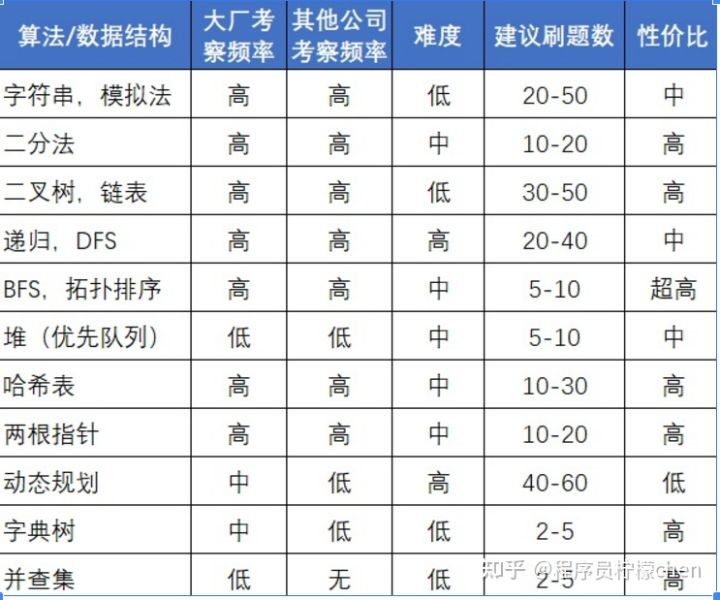 算法/数据结构 大厂考察频率 其他公司考察频率 难度 建议刷题数 性价比
字符串，模拟法 高 高 低 20-50 中
二分法 高 高 中 10-20 高
二叉树，链表 高 高 低 30-50 高
递归，DFS 高 高 高 20-40 中
BFS，拓扑排序 高 高 中 5-10 超高
堆（优先队列） 低 低 中 5-10 中
哈希表 高 高 中 10-30 高
两根指针 高 高 中 10-20 高
动态规划 中 低 高 40-60 低
字典树 中 低 低 2-5 高
并查集 低 无 低 2-5 高
知乎 @程序员柠檬chen